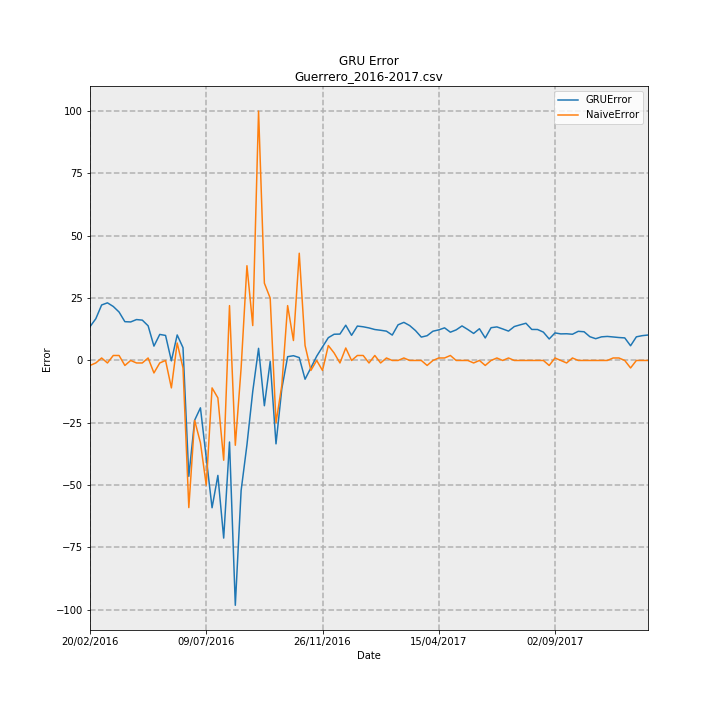 GRU Error
Guerrero_2016-2017.csv
GRUError
NaiveError
100
75
50
25
0
−25
−50
−75
−100
Error
20/02/2016
09/07/2016
26/11/2016
15/04/2017
02/09/2017
Date